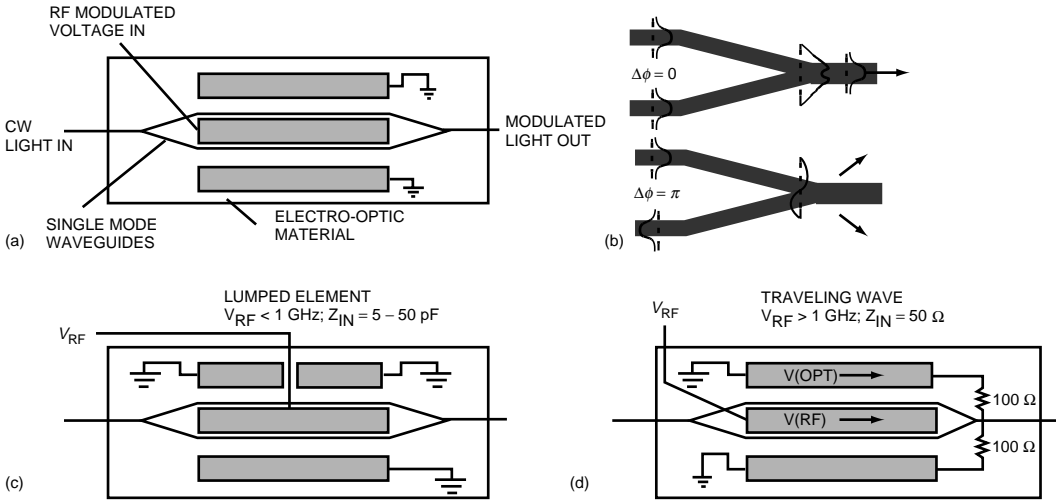 RF MODULATED
VOLTAGE IN
CW
LIGHT IN
MODULATED
LIGHT OUT
SINGLE MODE
WAVEGUIDES
ELECTRO-OPTIC
MATERIAL
(a)
Δϕ = 0
Δϕ = π
(b)
LUMPED ELEMENT
V_RF < 1 GHz; Z_IN = 5 – 50 pF
V_RF
(c)
TRAVELING WAVE
V_RF > 1 GHz; Z_IN = 50 Ω
V_RF
V(OPT)
V(RF)
100 Ω
100 Ω
(d)